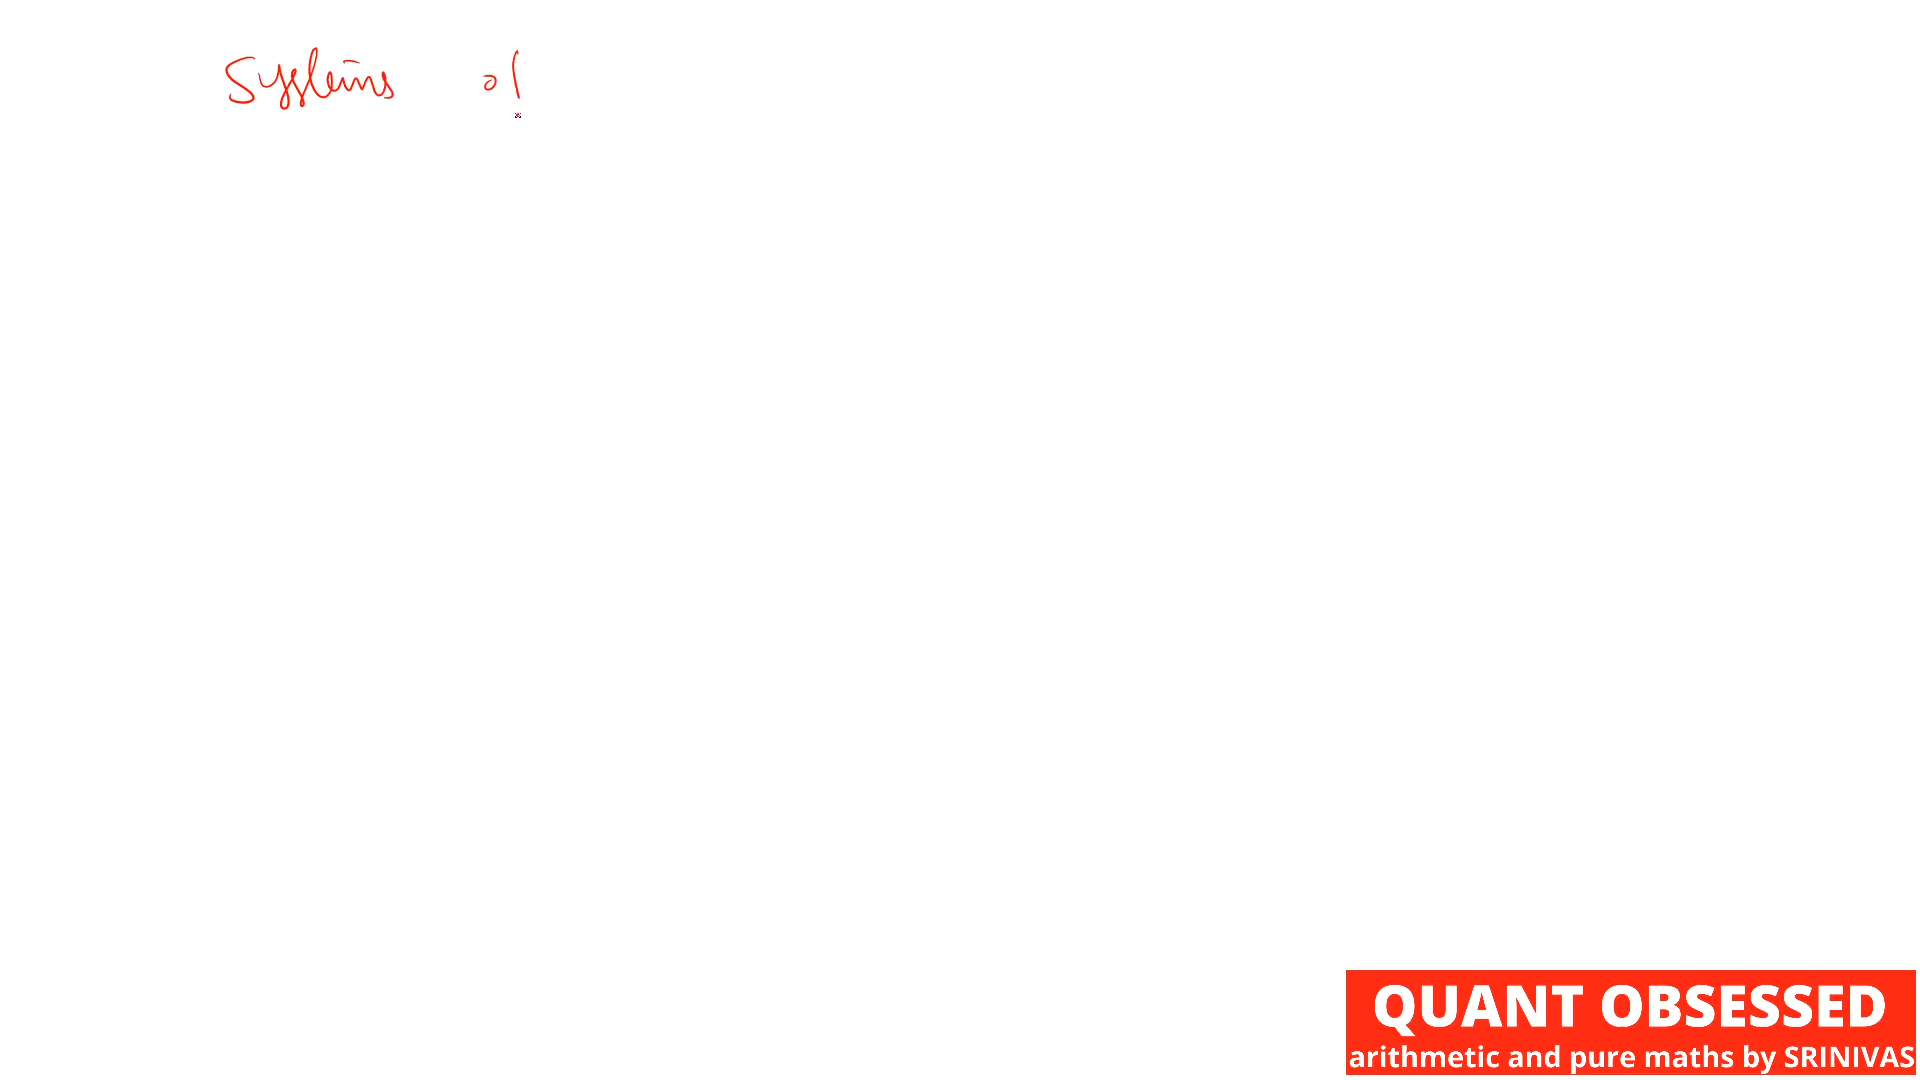 Systems of
QUANT OBSESSED
arithmetic and pure maths by SRINIVAS